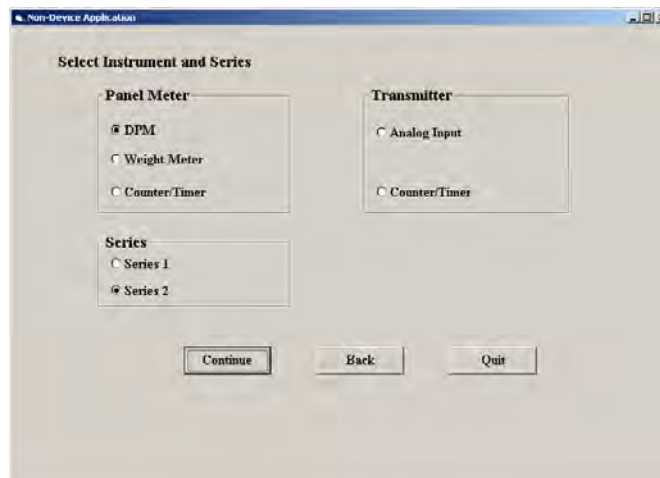 Non-Device Application
Select Instrument and Series
Panel Meter
DPM
Weight Meter
Counter/Timer
Transmitter
Analog Input
Counter/Timer
Series
Series 1
Series 2
Continue Back Quit